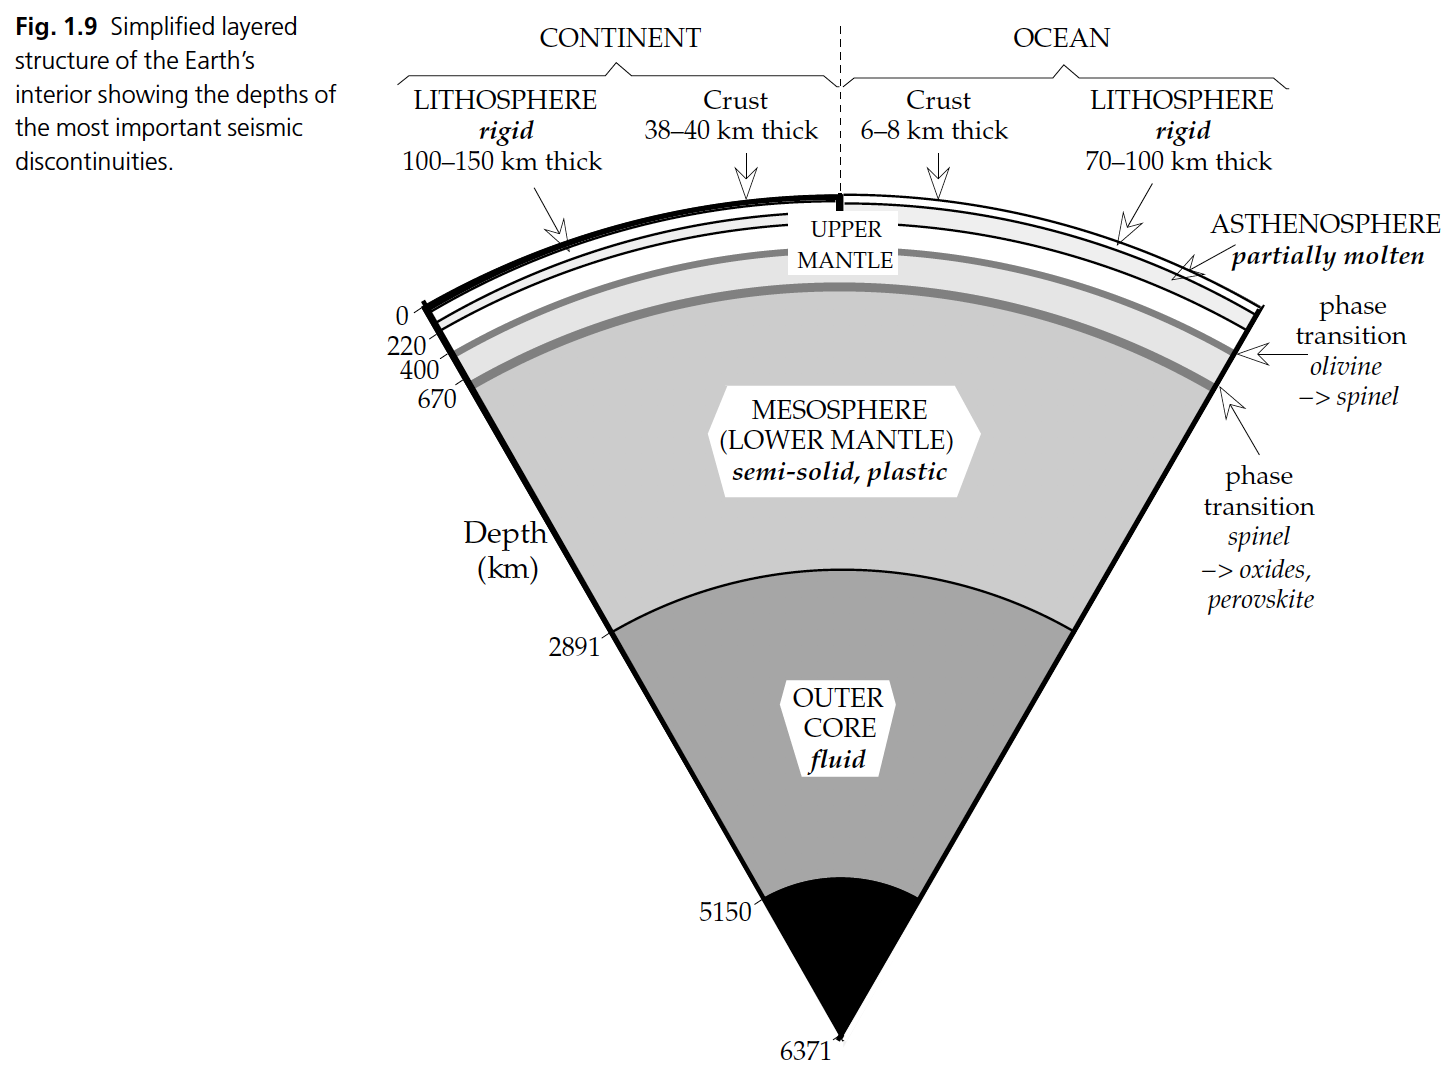 Fig. 1.9 Simplified layered
structure of the Earth's
interior showing the depths of
the most important seismic
discontinuities.
CONTINENT
OCEAN
LITHOSPHERE
rigid
100–150 km thick
Crust
38–40 km thick
Crust
6–8 km thick
LITHOSPHERE
rigid
70–100 km thick
UPPER
MANTLE
ASTHENOSPHERE
partially molten
0
220
400
670
phase
transition
olivine
–> spinel
MESOSPHERE
(LOWER MANTLE)
semi-solid, plastic
phase
transition
spinel
–> oxides,
perovskite
Depth
(km)
2891
OUTER
CORE
fluid
5150
6371